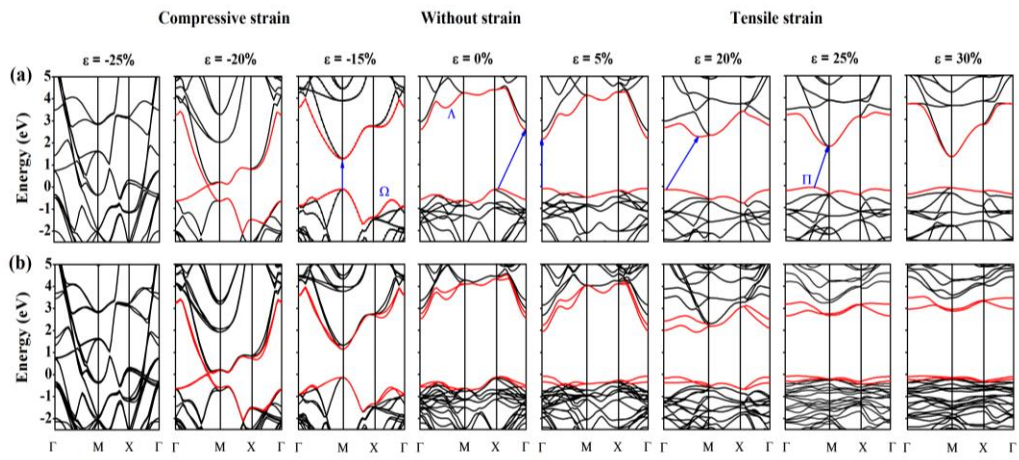 Compressive strain Without strain Tensile strain
ε = -25% ε = -20% ε = -15% ε = 0% ε = 5% ε = 20% ε = 25% ε = 30%
(a)
Energy (eV)
5
4
3
2
1
0
-1
-2
Λ
Ω
Π
(b)
Energy (eV)
5
4
3
2
1
0
-1
-2
Γ M X Γ Γ M X Γ Γ M X Γ Γ M X Γ Γ M X Γ Γ M X Γ Γ M X Γ Γ M X Γ